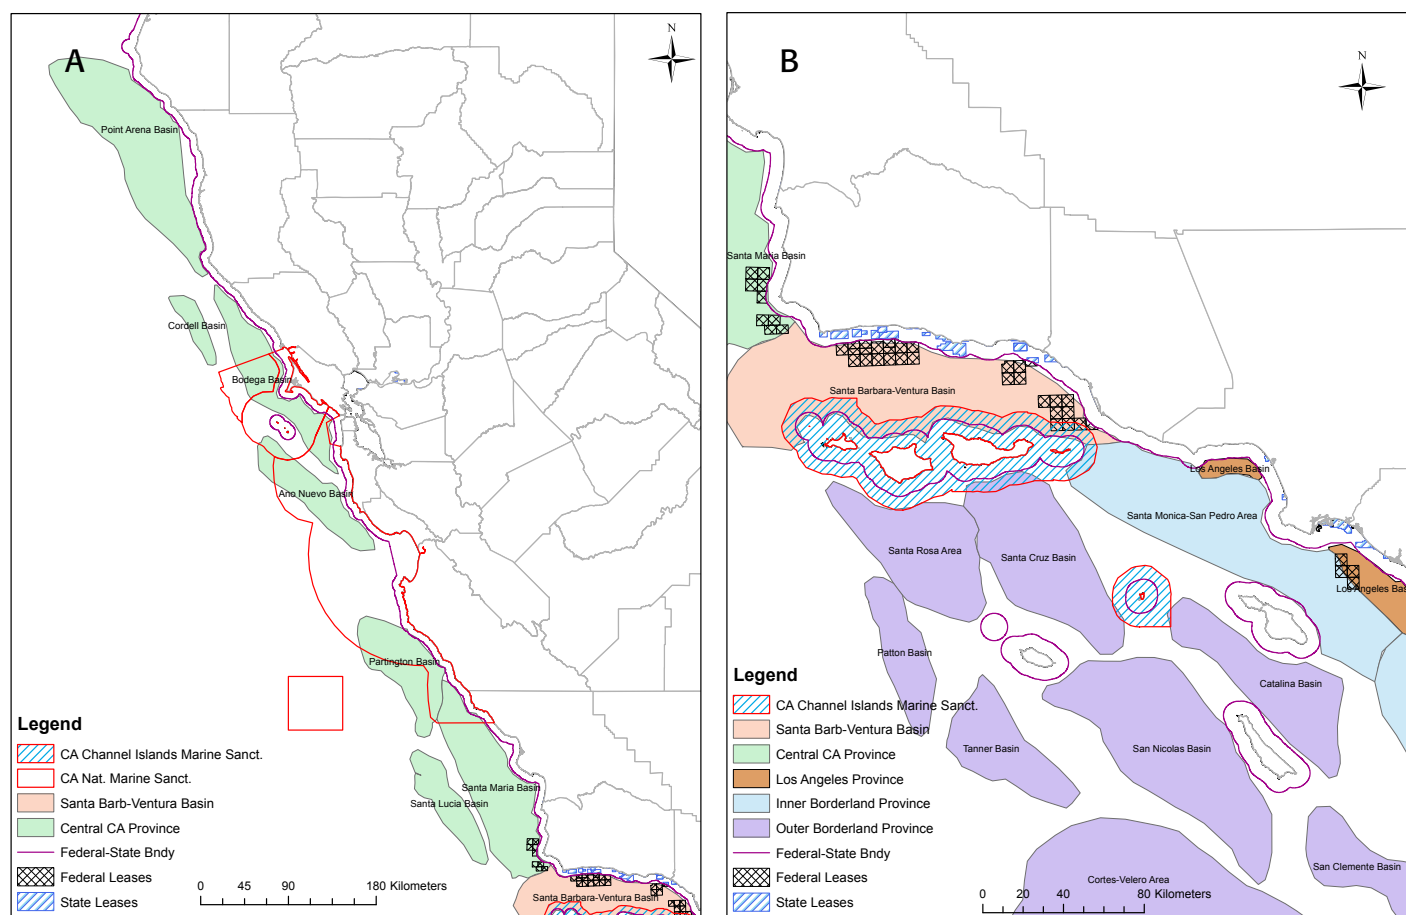 A
N
Point Arena Basin
Cordell Basin
Bodega Basin
Ano Nuevo Basin
Partington Basin
Santa Maria Basin
Santa Lucia Basin
Santa Barbara-Ventura Basin
Legend
CA Channel Islands Marine Sanct.
CA Nat. Marine Sanct.
Santa Barb-Ventura Basin
Central CA Province
Federal-State Bndy
Federal Leases
State Leases
0 45 90 180 Kilometers
B
N
Santa Maria Basin
Santa Barbara-Ventura Basin
Los Angeles Basin
Santa Monica-San Pedro Area
Santa Rosa Area
Santa Cruz Basin
Los Angeles Bas
Patton Basin
Catalina Basin
Tanner Basin
San Nicolas Basin
San Clemente Basin
Cortes-Velero Area
Legend
CA Channel Islands Marine Sanct.
Santa Barb-Ventura Basin
Central CA Province
Los Angeles Province
Inner Borderland Province
Outer Borderland Province
Federal-State Bndy
Federal Leases
State Leases
0 20 40 80 Kilometers